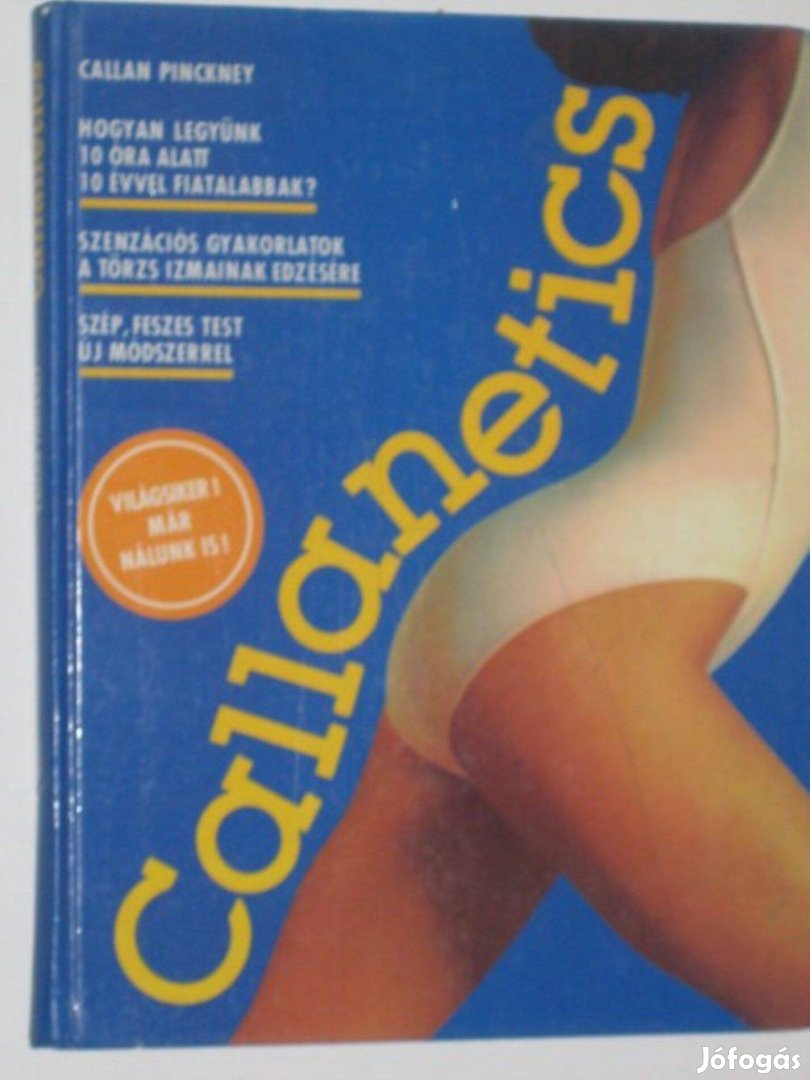 CALLAN PINCKNEY
HOGYAN LEGYÜNK
10 ÓRA ALATT
10 ÉVVEL FIATALABBAK?
SZENZÁCIÓS GYAKORLATOK
A TÖRZS IZMAINAK EDZÉSÉRE
SZÉP, FESZES TEST
ÚJ MÓDSZERREL
VILÁGSIKER!
MÁR
NÁLUNK IS!
Callanetics
Jófogás